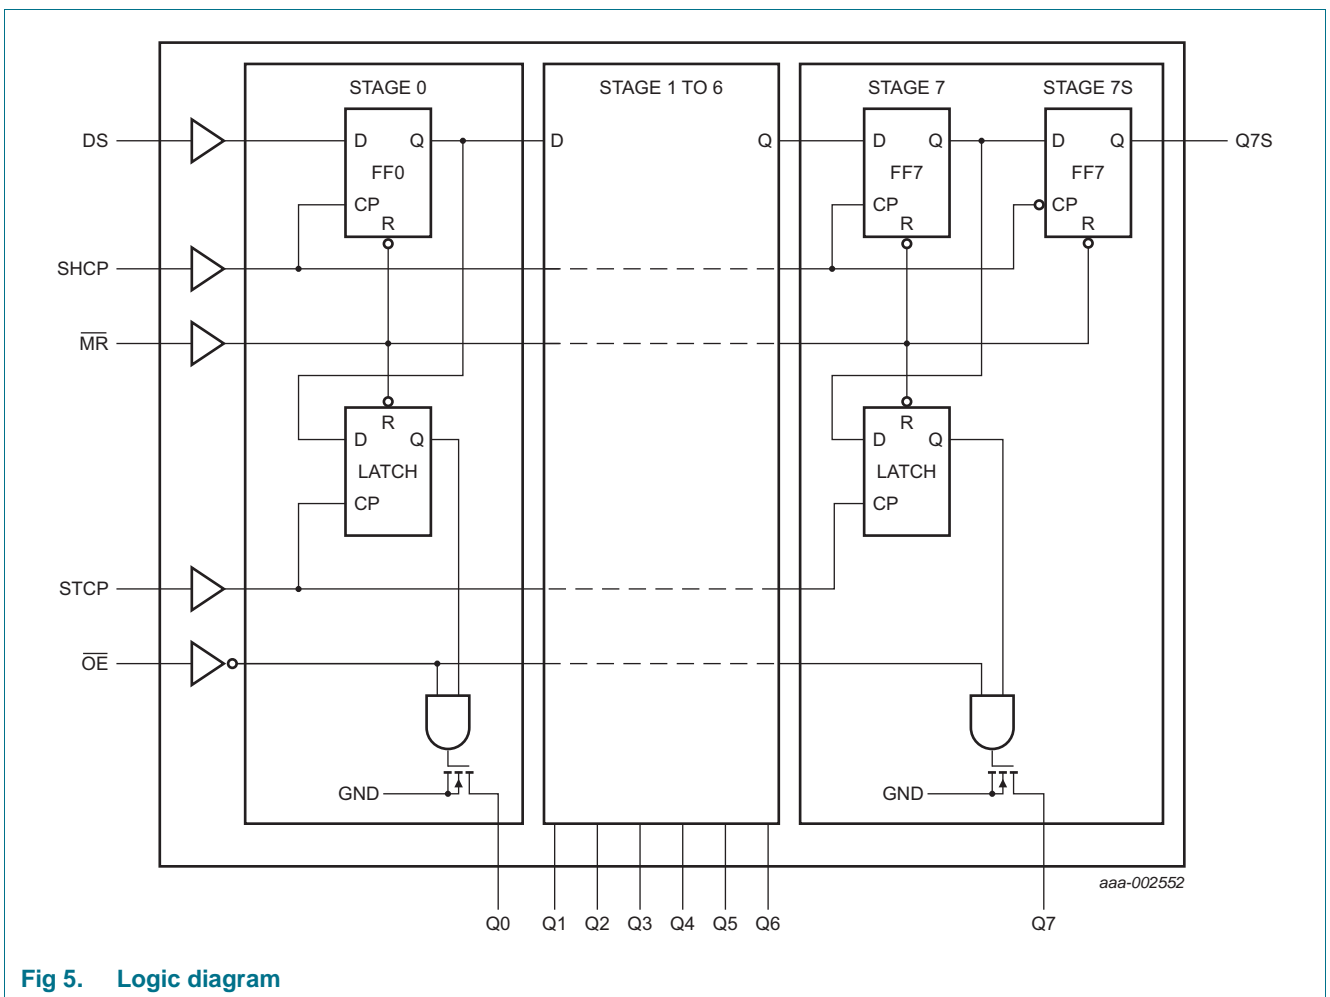 STAGE 0 STAGE 1 TO 6 STAGE 7 STAGE 7S
DS D Q D Q D Q D Q Q7S
FF0 FF7 FF7
CP CP CP
R R R
SHCP
MR
R R
D Q D Q
LATCH LATCH
CP CP
STCP
OE
GND GND
aaa-002552
Q0 Q1 Q2 Q3 Q4 Q5 Q6 Q7
Fig 5. Logic diagram